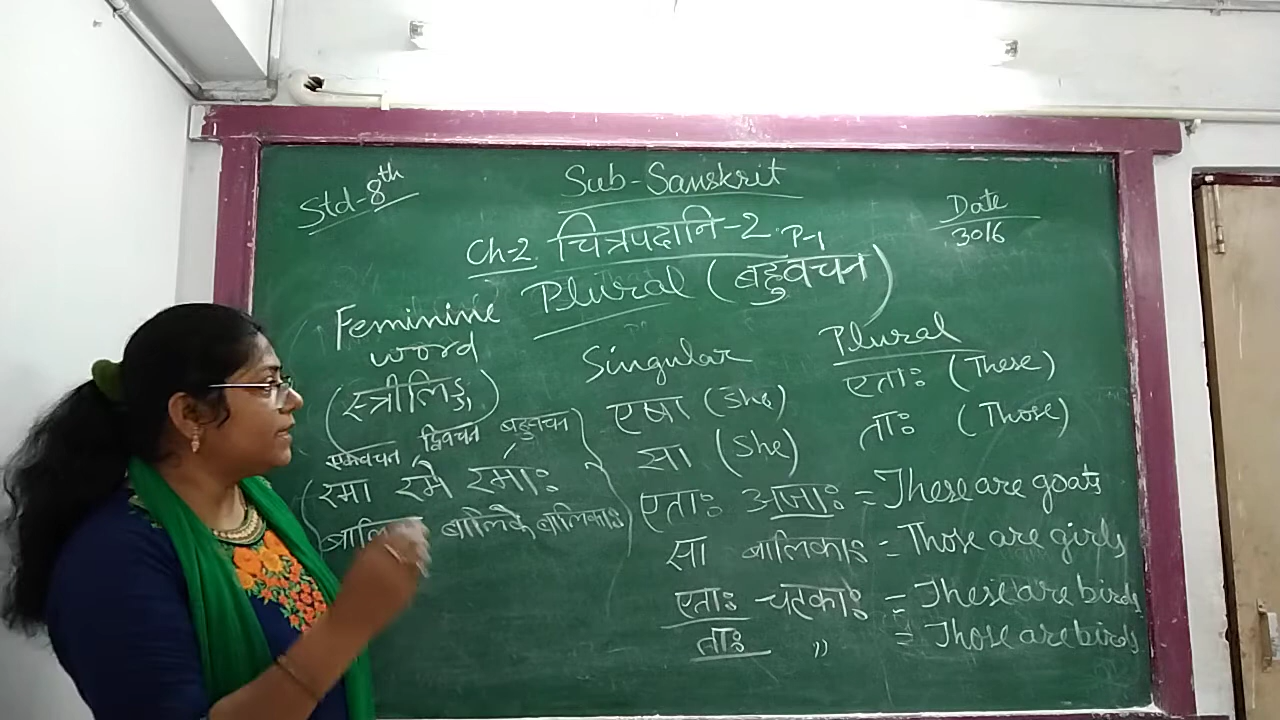 Std-8th
Sub-Sanskrit
Date
30/6
Ch-2 चित्रपदानि-2 P-1
Plural (बहुवचन)
Feminine
word
(स्त्रीलिङ्ग)
एकवचन द्विवचन बहुवचन
रमा रमे रमाः
बालिके बालिकाः
Singular Plural
एषा (She) एताः (These)
सा (She) ताः (Those)
एताः अजाः = These are goats
सा बालिकाः = Those are girls
एताः चटकाः = These are birds
ताः " = Those are birds